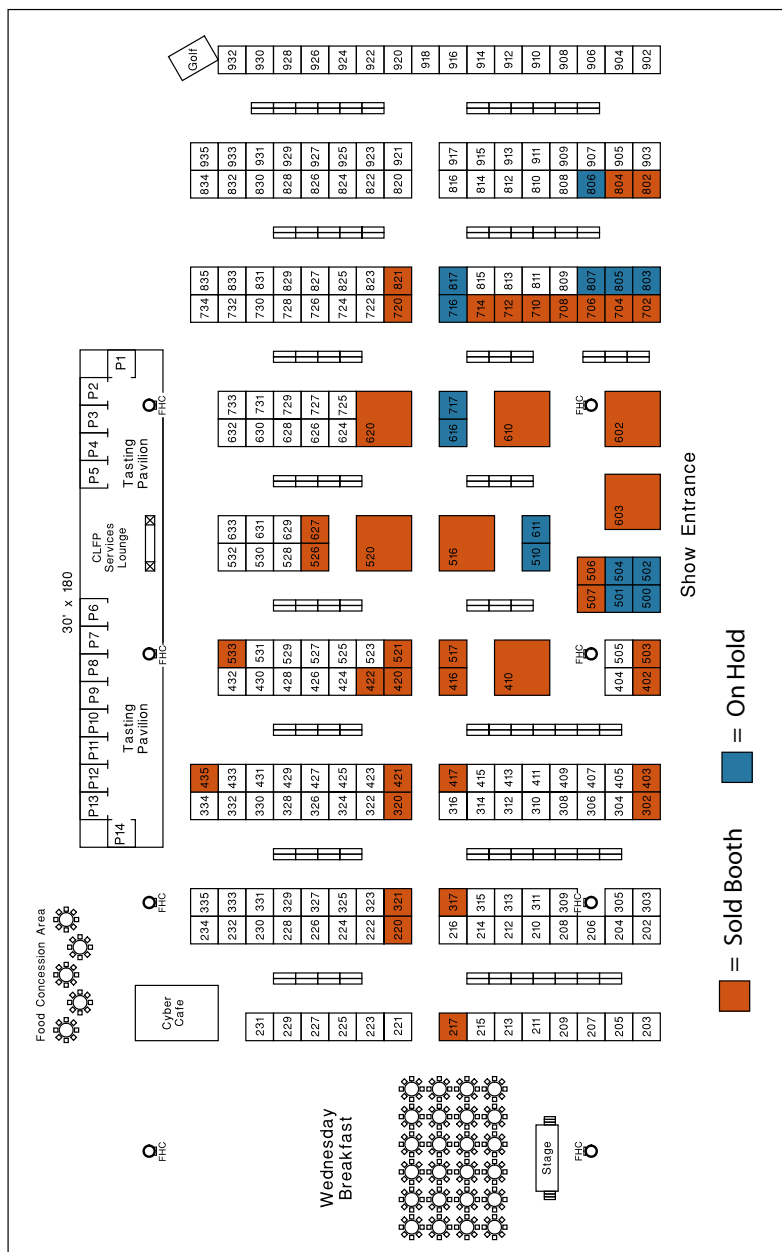 Golf
932 930 928 926 924 922 920 918 916 914 912 910 908 906 904 902
935 933 931 929 927 925 923 921 917 915 913 911 909 907 905 903
834 832 830 828 826 824 822 820 816 814 812 810 808 806 804 802
835 833 831 829 827 825 823 821 817 815 813 811 809 807 805 803
734 732 730 728 726 724 722 720 716 714 712 710 708 706 704 702
P1
P2
P3
P4
P5
Tasting
Pavilion
FHC
733 731 729 727 725 717
632 630 628 626 624 620 616 610 602
FHC
30' x 180
CLFP
Services
Lounge
633 631 629 627 611 603
532 530 528 526 520 516 510
506 504 502
507 501 500
Show Entrance
P6
P7
P8
P9
P10
P11
P12
P13
P14
Tasting
Pavilion
FHC
533 531 529 527 525 523 521 517 505 503
432 430 428 426 424 422 420 416 410 404 402
FHC
435 433 431 429 427 425 423 421 417 415 413 411 409 407 405 403
334 332 330 328 326 324 322 320 316 314 312 310 308 306 304 302
FHC
335 333 331 329 327 325 323 321 317 315 313 311 309 305 303
234 232 230 228 226 224 222 220 216 214 212 210 208 206 204 202
FHC
Food Concession Area
Cyber
Cafe
231 229 227 225 223 221 217 215 213 211 209 207 205 203
= Sold Booth
= On Hold
Wednesday
Breakfast
Stage
FHC
FHC